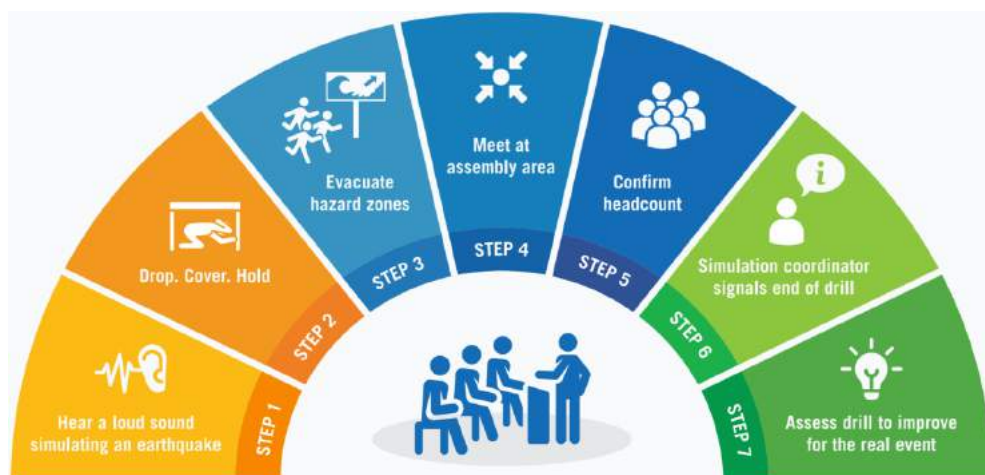 Hear a loud sound
simulating an earthquake
STEP 1
Drop. Cover. Hold
STEP 2
Evacuate
hazard zones
STEP 3
Meet at
assembly area
STEP 4
Confirm
headcount
STEP 5
i
Simulation coordinator
signals end of drill
STEP 6
Assess drill to improve
for the real event
STEP 7